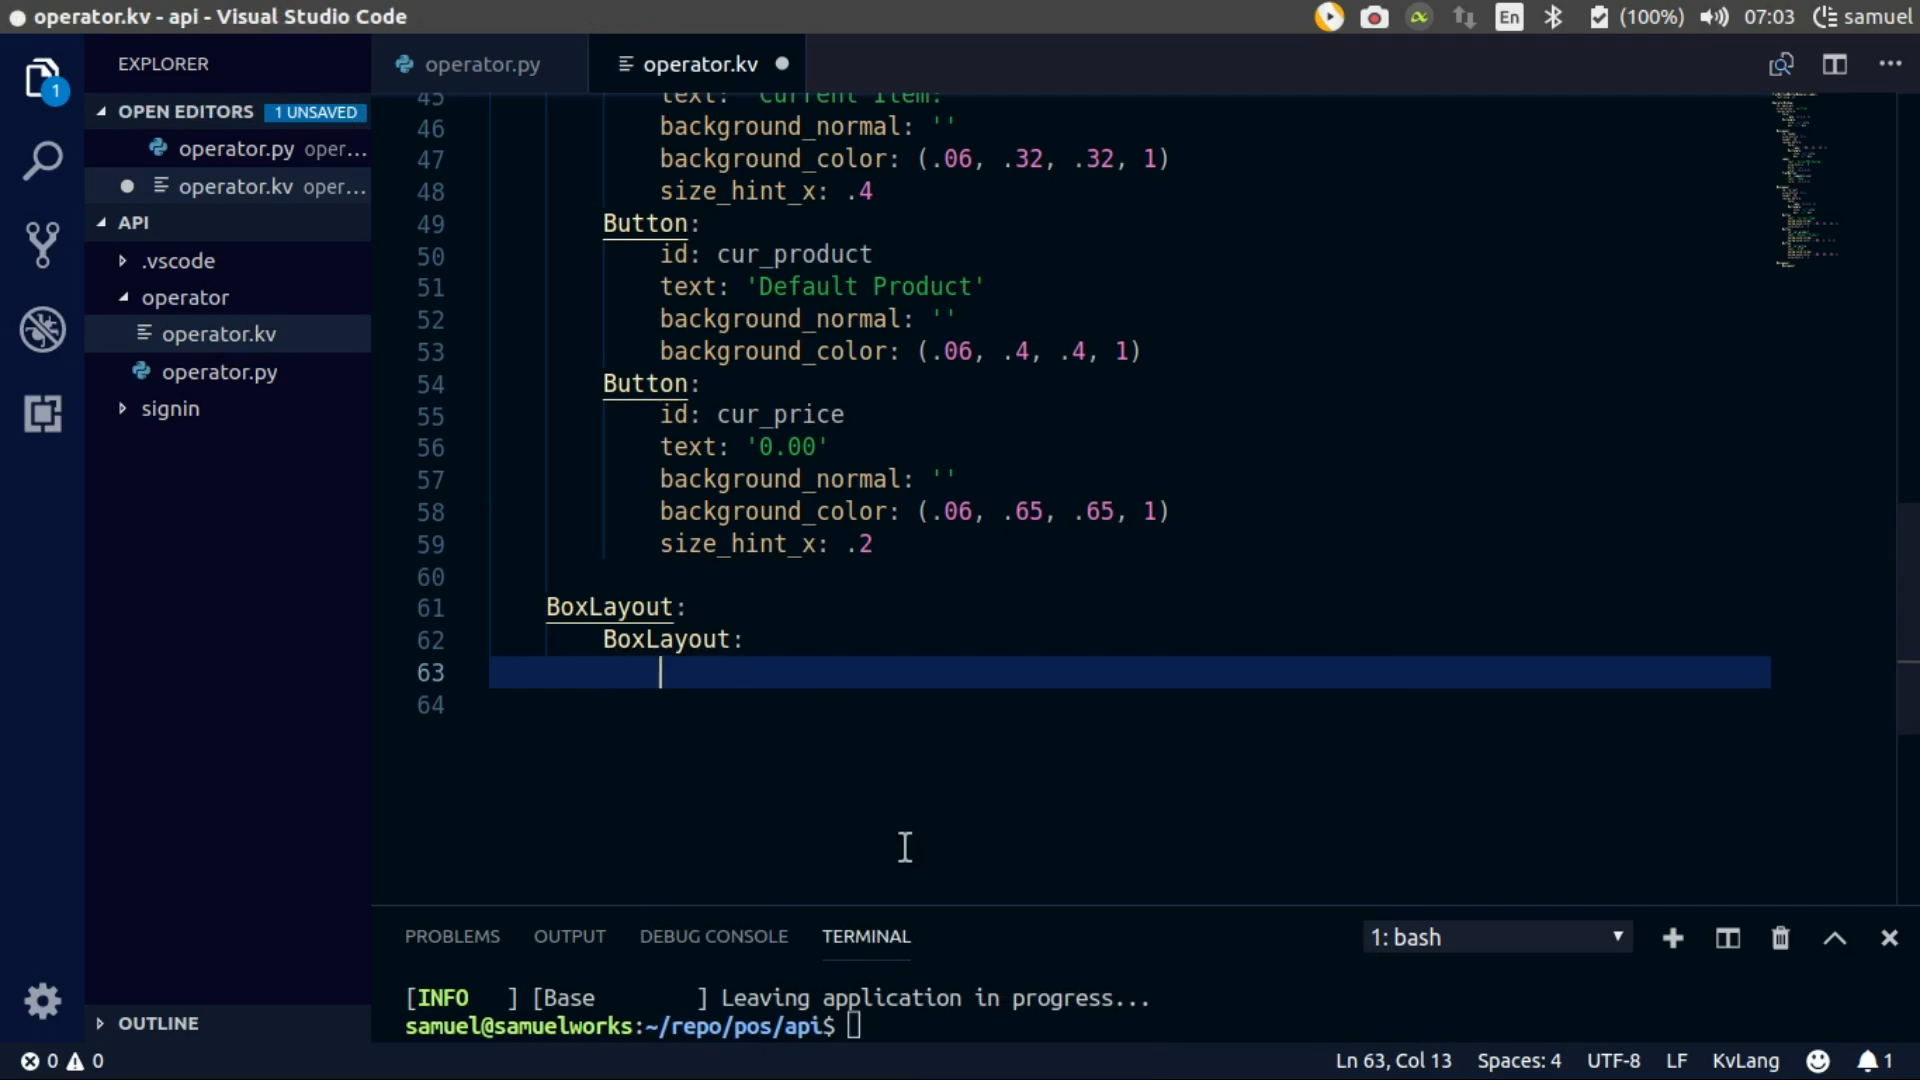 operator.kv - api - Visual Studio Code
En (100%) 07:03 samuel
EXPLORER
OPEN EDITORS 1 UNSAVED
operator.py oper...
operator.kv oper...
API
.vscode
operator
operator.kv
operator.py
signin
OUTLINE
operator.py operator.kv
45 text: 'Current Item:
46 background_normal: ''
47 background_color: (.06, .32, .32, 1)
48 size_hint_x: .4
49 Button:
50 id: cur_product
51 text: 'Default Product'
52 background_normal: ''
53 background_color: (.06, .4, .4, 1)
54 Button:
55 id: cur_price
56 text: '0.00'
57 background_normal: ''
58 background_color: (.06, .65, .65, 1)
59 size_hint_x: .2
60
61 BoxLayout:
62 BoxLayout:
63
64
PROBLEMS OUTPUT DEBUG CONSOLE TERMINAL 1: bash
[INFO ] [Base ] Leaving application in progress...
samuel@samuelworks:~/repo/pos/api$
0 0 Ln 63, Col 13 Spaces: 4 UTF-8 LF KvLang 1
1